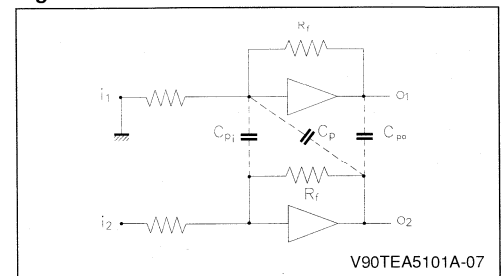 Rf
i1
o1
Cpi
Cp
Cpo
Rf
i2
o2
V90TEA5101A-07